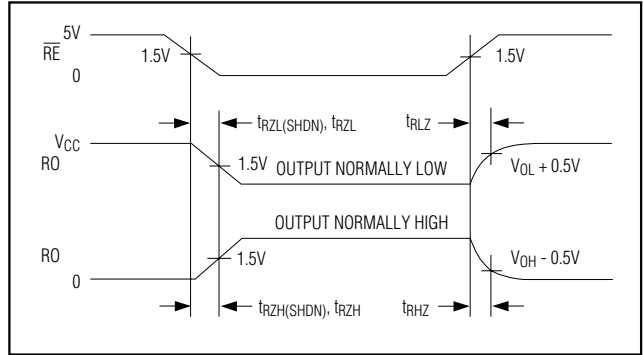 5V
RE
1.5V
1.5V
0
tRZL(SHDN), tRZL
tRLZ
VCC
RO
1.5V
OUTPUT NORMALLY LOW
VOL + 0.5V
OUTPUT NORMALLY HIGH
RO
1.5V
VOH - 0.5V
0
tRZH(SHDN), tRZH
tRHZ